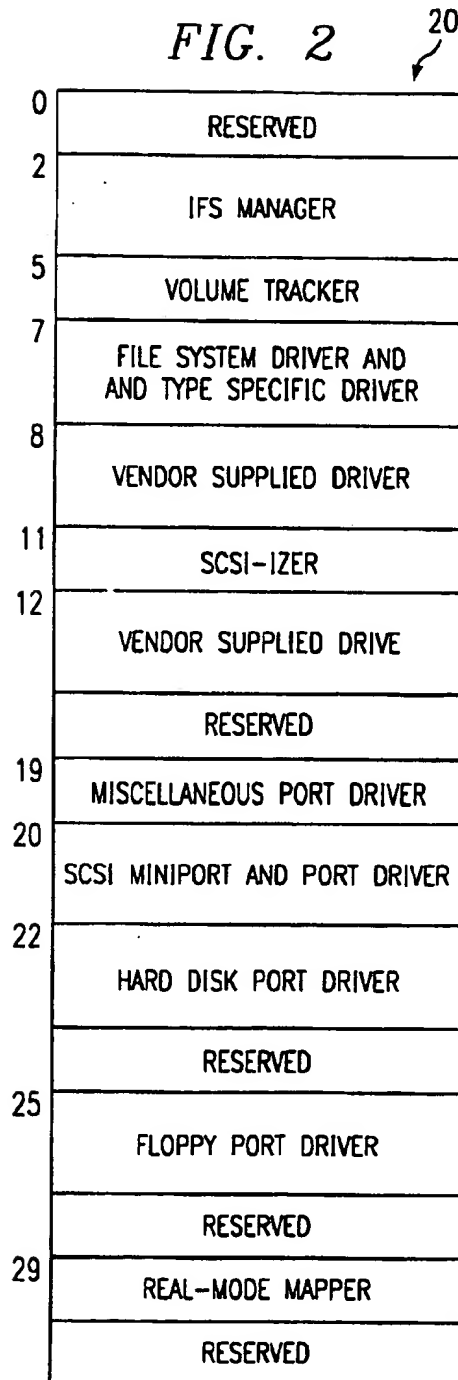 FIG. 2
20
0
RESERVED
2
IFS MANAGER
5
VOLUME TRACKER
7
FILE SYSTEM DRIVER AND
AND TYPE SPECIFIC DRIVER
8
VENDOR SUPPLIED DRIVER
11
SCSI-IZER
12
VENDOR SUPPLIED DRIVE
RESERVED
19
MISCELLANEOUS PORT DRIVER
20
SCSI MINIPORT AND PORT DRIVER
22
HARD DISK PORT DRIVER
RESERVED
25
FLOPPY PORT DRIVER
RESERVED
29
REAL-MODE MAPPER
RESERVED